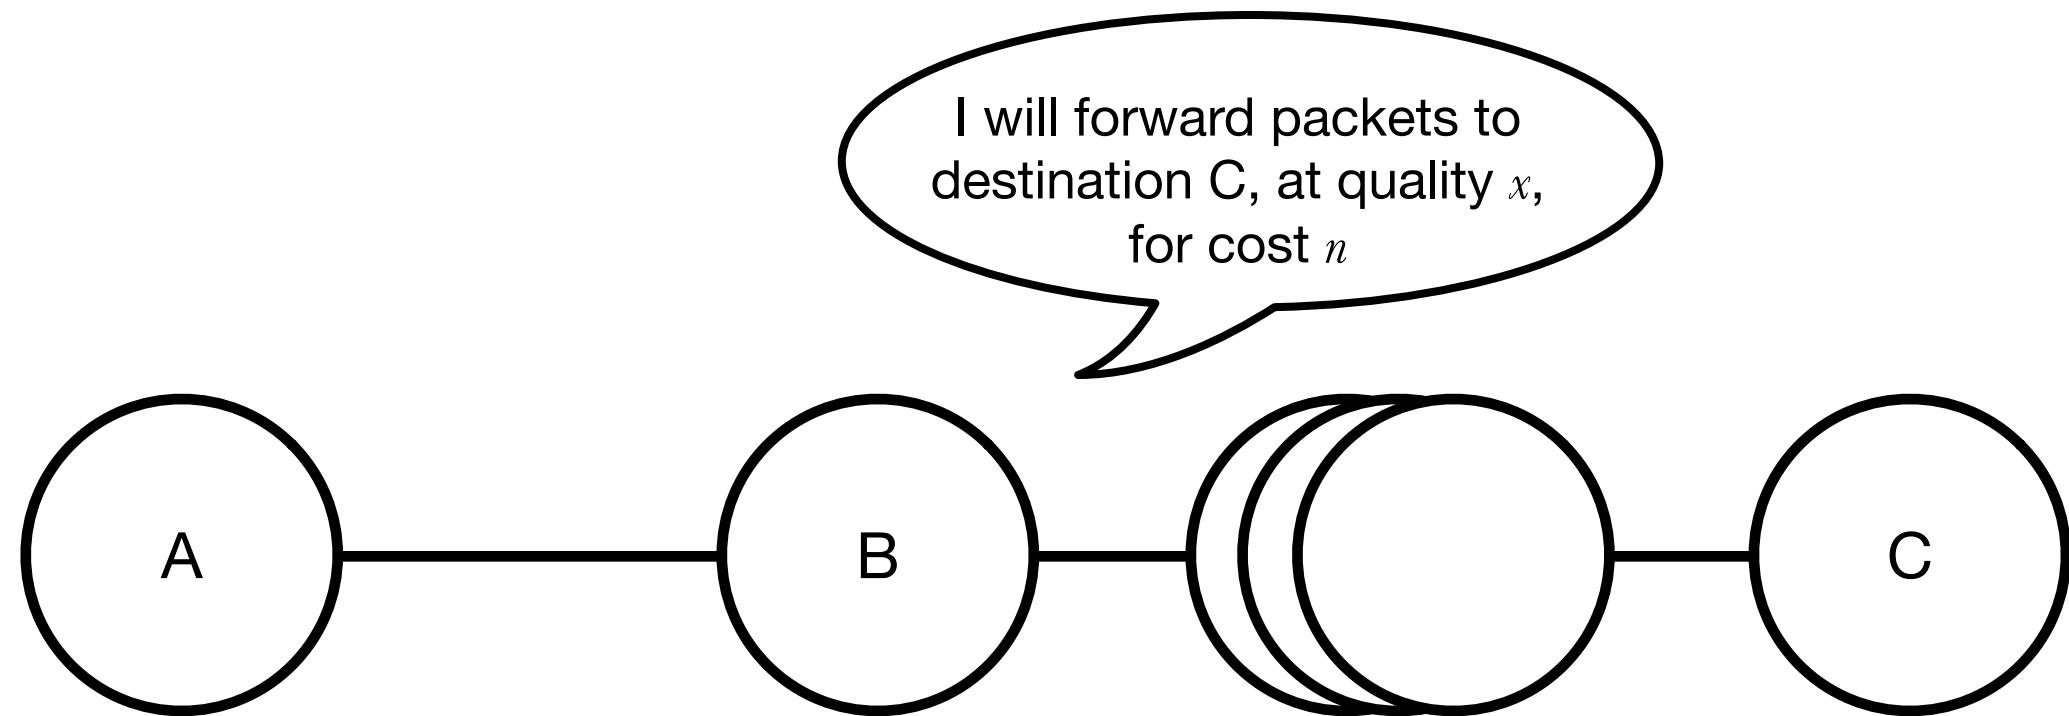 I will forward packets to
destination C, at quality x,
for cost n
A
B
C